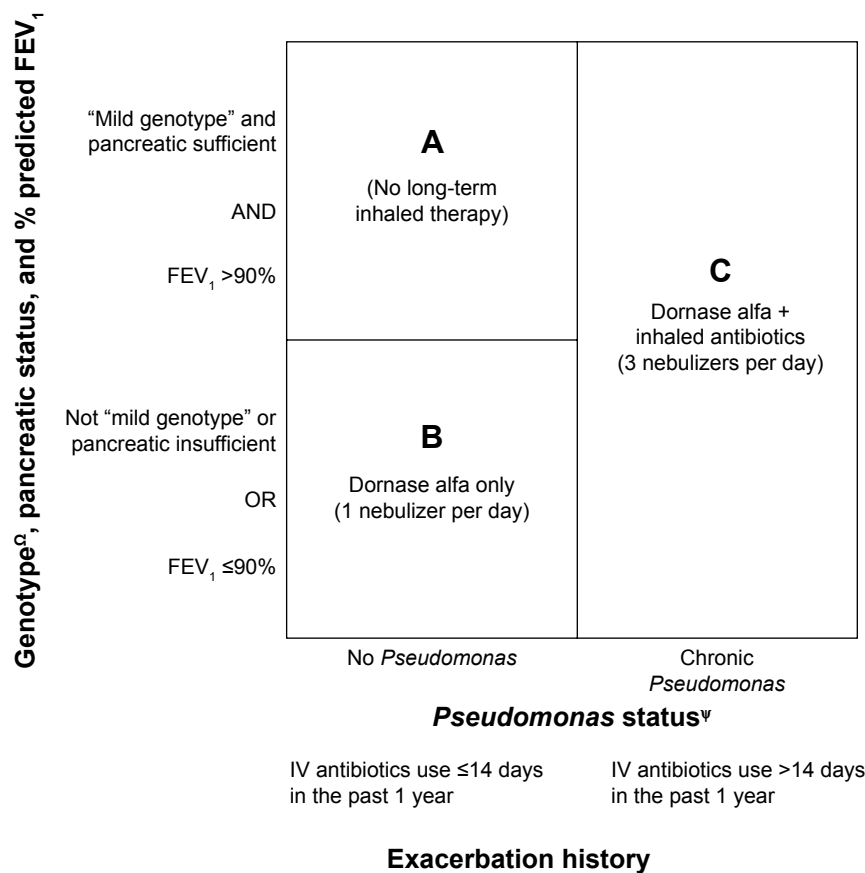 Genotypeᵠ, pancreatic status, and % predicted FEV₁
“Mild genotype” and
pancreatic sufficient
AND
FEV₁ >90%
A
(No long-term
inhaled therapy)
Not “mild genotype” or
pancreatic insufficient
OR
FEV₁ ≤90%
B
Dornase alfa only
(1 nebulizer per day)
C
Dornase alfa +
inhaled antibiotics
(3 nebulizers per day)
No Pseudomonas
Chronic
Pseudomonas
Pseudomonas statusᵠ
IV antibiotics use ≤14 days
in the past 1 year
IV antibiotics use >14 days
in the past 1 year
Exacerbation history